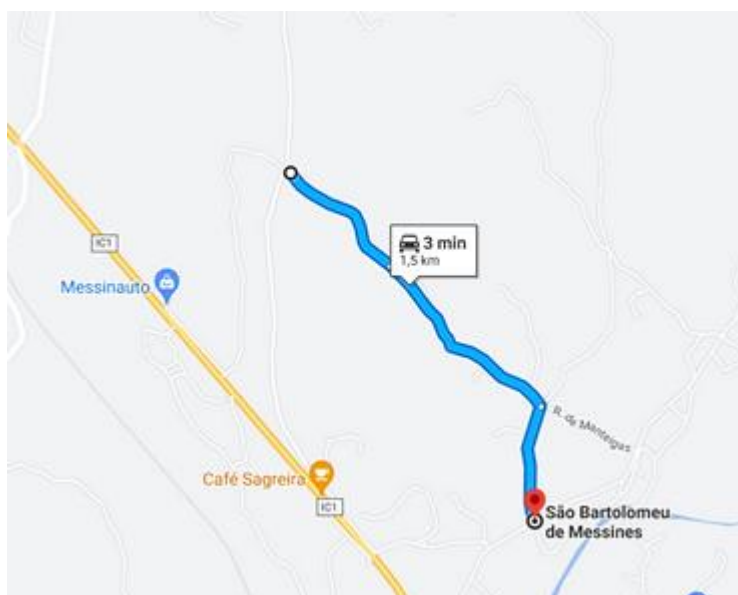 IC1
3 min
1,5 km
Messinauto
R. de Manteigas
Café Sagreira
IC1
São Bartolomeu
de Messines